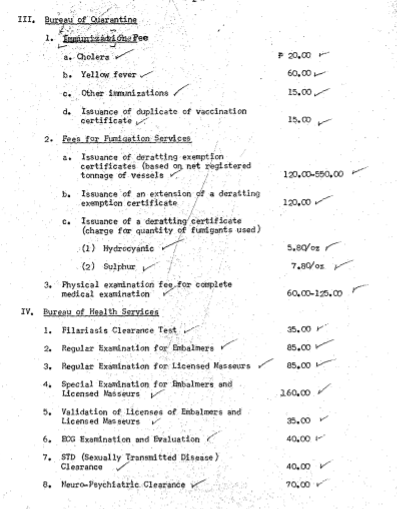 III. Bureau of Quarantine
1. Immunization Fee
a. Cholera ₱ 20.00
b. Yellow fever 60.00
c. Other immunizations 15.00
d. Issuance of duplicate of vaccination
certificate 15.00
2. Fees for Fumigation Services
a. Issuance of deratting exemption
certificates (based on net registered
tonnage of vessels 120.00-550.00
b. Issuance of an extension of a deratting
exemption certificate 120.00
c. Issuance of a deratting certificate
(charge for quantity of fumigants used)
(1) Hydrocyanic 5.80/oz
(2) Sulphur 7.80/oz
3. Physical examination fee for complete
medical examination 60.00-125.00
IV. Bureau of Health Services
1. Filariasis Clearance Test 35.00
2. Regular Examination for Embalmers 85.00
3. Regular Examination for Licensed Masseurs 85.00
4. Special Examination for Embalmers and
Licensed Masseurs 160.00
5. Validation of Licenses of Embalmers and
Licensed Masseurs 35.00
6. ECG Examination and Evaluation 40.00
7. STD (Sexually Transmitted Disease)
Clearance 40.00
8. Neuro-Psychiatric Clearance 70.00